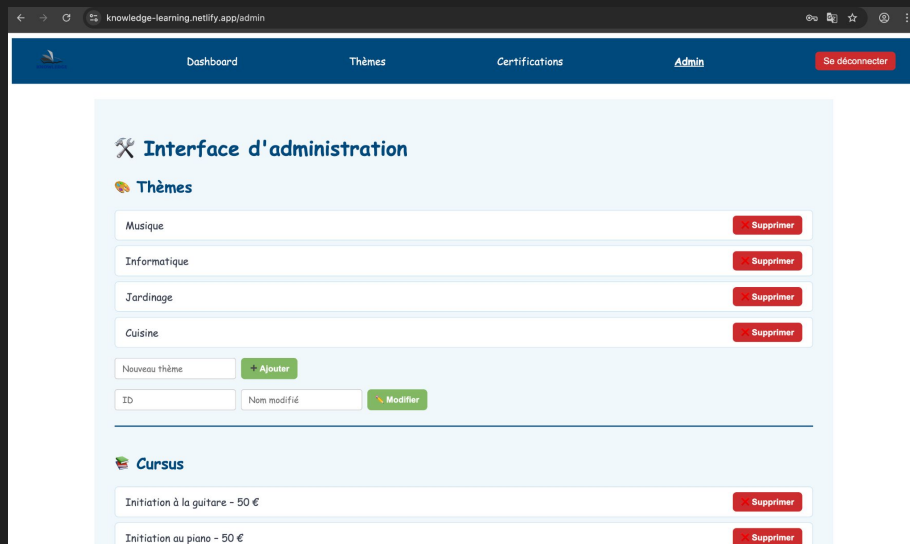 knowledge-learning.netlify.app/admin
Dashboard Thèmes Certifications Admin Se déconnecter
Interface d'administration
Thèmes
Musique Supprimer
Informatique Supprimer
Jardinage Supprimer
Cuisine Supprimer
Nouveau thème + Ajouter
ID Nom modifié Modifier
Cursus
Initiation à la guitare - 50 € Supprimer
Initiation au piano - 50 € Supprimer